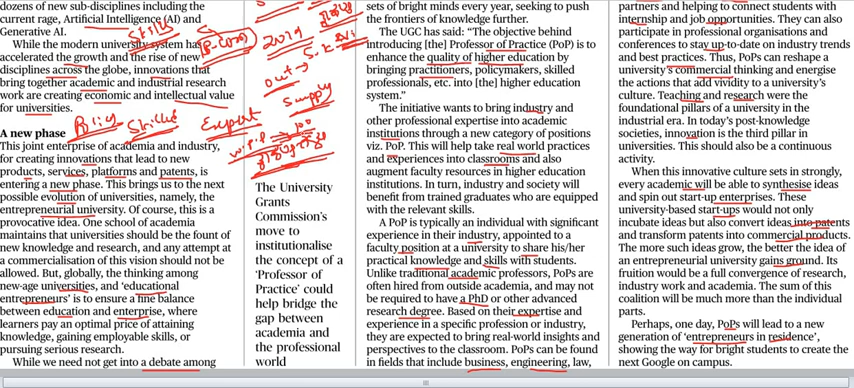 dozens of new sub-disciplines including the
current rage, Artificial Intelligence (AI) and
Generative AI.
While the modern university system has
accelerated the growth and the rise of new
disciplines across the globe, innovations that
bring together academic and industrial research
work are creating economic and intellectual value
for universities.
A new phase
This joint enterprise of academia and industry,
for creating innovations that lead to new
products, services, platforms and patents, is
entering a new phase. This brings us to the next
possible evolution of universities, namely, the
entrepreneurial university. Of course, this is a
provocative idea. One school of academia
maintains that universities should be the fount of
new knowledge and research, and any attempt at
a commercialisation of this vision should not be
allowed. But, globally, the thinking among
new-age universities, and ‘educational
entrepreneurs’ is to ensure a fine balance
between education and enterprise, where
learners pay an optimal price of attaining
knowledge, gaining employable skills, or
pursuing serious research.
While we need not get into a debate among
Skills
B.com
2019
out
Supply
Policy
Skilled
Expert
The University
Grants
Commission’s
move to
institutionalise
the concept of a
‘Professor of
Practice’ could
help bridge the
gap between
academia and
the professional
world
sets of bright minds every year, seeking to push
the frontiers of knowledge further.
The UGC has said: “The objective behind
introducing [the] Professor of Practice (PoP) is to
enhance the quality of higher education by
bringing practitioners, policymakers, skilled
professionals, etc. into [the] higher education
system.”
The initiative wants to bring industry and
other professional expertise into academic
institutions through a new category of positions
viz. PoP. This will help take real world practices
and experiences into classrooms and also
augment faculty resources in higher education
institutions. In turn, industry and society will
benefit from trained graduates who are equipped
with the relevant skills.
A PoP is typically an individual with significant
experience in their industry, appointed to a
faculty position at a university to share his/her
practical knowledge and skills with students.
Unlike traditional academic professors, PoPs are
often hired from outside academia, and may not
be required to have a PhD or other advanced
research degree. Based on their expertise and
experience in a specific profession or industry,
they are expected to bring real-world insights and
perspectives to the classroom. PoPs can be found
in fields that include business, engineering, law,
partners and helping to connect students with
internship and job opportunities. They can also
participate in professional organisations and
conferences to stay up-to-date on industry trends
and best practices. Thus, PoPs can reshape a
university’s commercial thinking and energise
the actions that add vividity to a university’s
culture. Teaching and research were the
foundational pillars of a university in the
industrial era. In today’s post-knowledge
societies, innovation is the third pillar in
universities. This should also be a continuous
activity.
When this innovative culture sets in strongly,
every academic will be able to synthesise ideas
and spin out start-up enterprises. These
university-based start-ups would not only
incubate ideas but also convert ideas into patents
and transform patents into commercial products.
The more such ideas grow, the better the idea of
an entrepreneurial university gains ground. Its
fruition would be a full convergence of research,
industry work and academia. The sum of this
coalition will be much more than the individual
parts.
Perhaps, one day, PoPs will lead to a new
generation of ‘entrepreneurs in residence’,
showing the way for bright students to create the
next Google on campus.